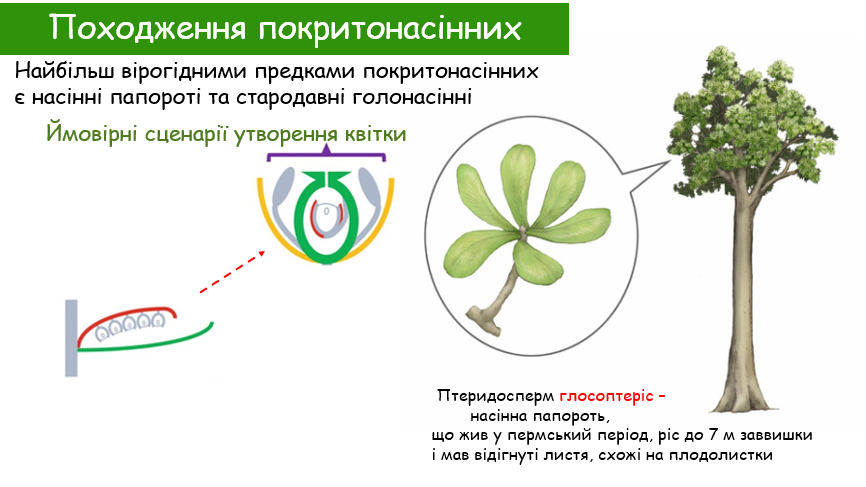 Походження покритонасінних
Найбільш вірогідними предками покритонасінних
є насінні папороті та стародавні голонасінні
Ймовірні сценарії утворення квітки
Птеридосперм глосоптеріс –
насінна папороть,
що жив у пермський період, ріс до 7 м заввишки
і мав відігнуті листя, схожі на плодолистки